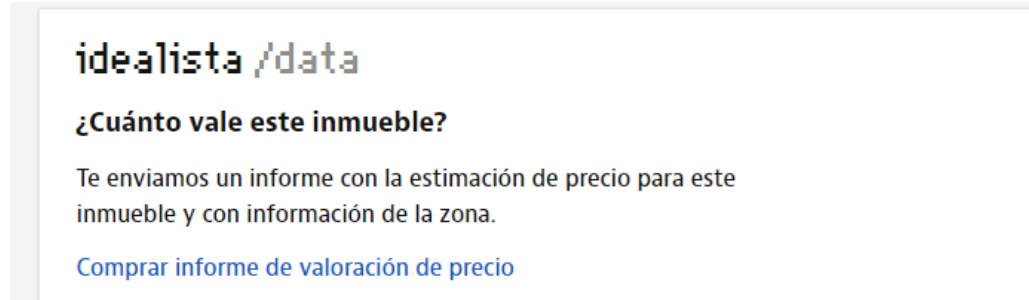 idealista /data
¿Cuánto vale este inmueble?
Te enviamos un informe con la estimación de precio para este
inmueble y con información de la zona.
Comprar informe de valoración de precio